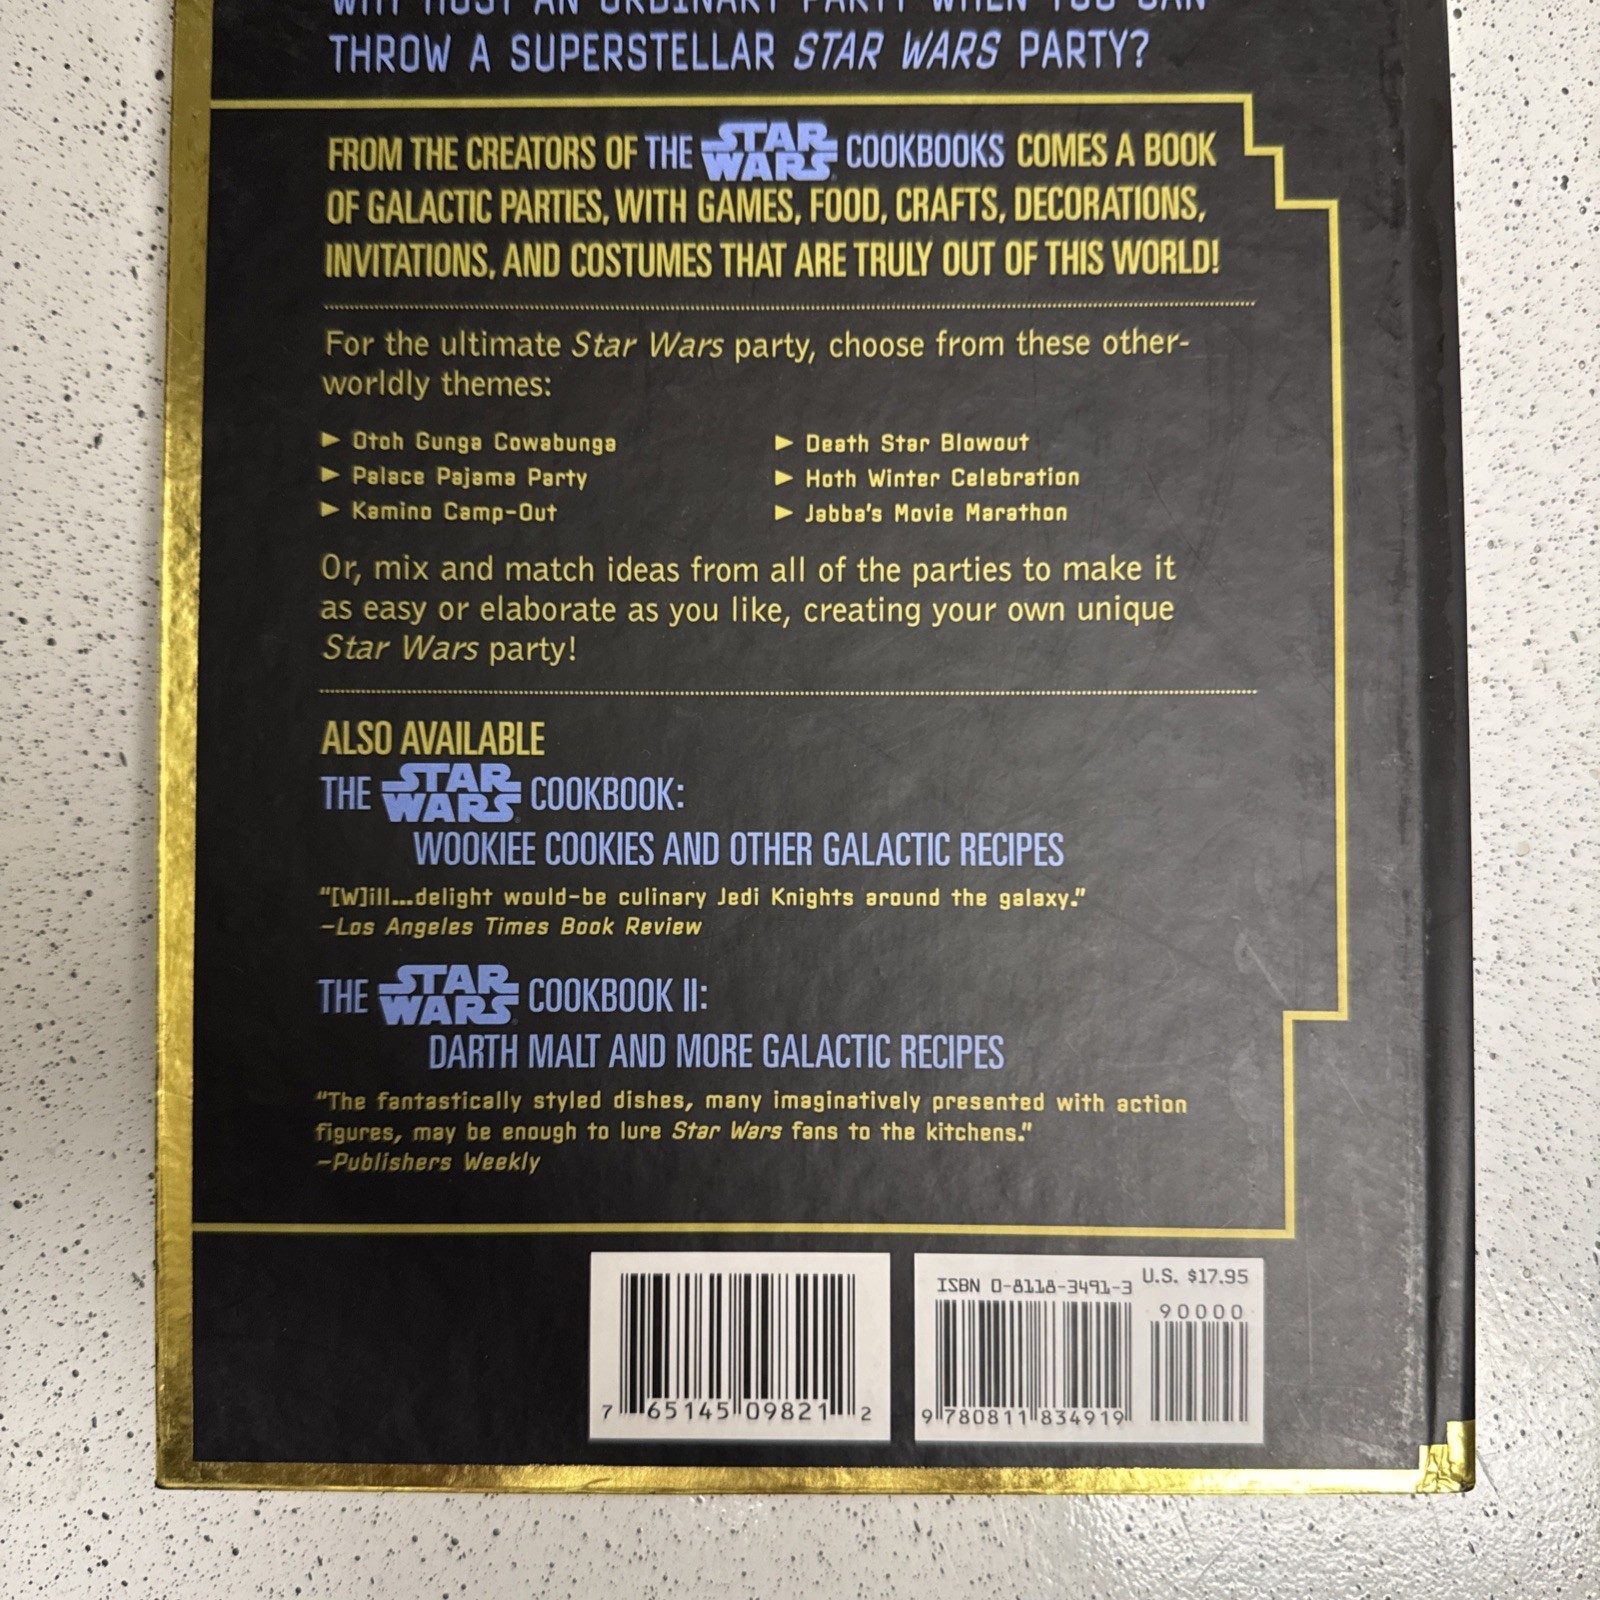 WHY HOST AN ORDINARY PARTY WHEN YOU CAN
THROW A SUPERSTELLAR STAR WARS PARTY?
FROM THE CREATORS OF THE STAR WARS COOKBOOKS COMES A BOOK
OF GALACTIC PARTIES, WITH GAMES, FOOD, CRAFTS, DECORATIONS,
INVITATIONS, AND COSTUMES THAT ARE TRULY OUT OF THIS WORLD!
For the ultimate Star Wars party, choose from these other-
worldly themes:
► Otoh Gunga Cowabunga
► Palace Pajama Party
► Kamino Camp-Out
► Death Star Blowout
► Hoth Winter Celebration
► Jabba's Movie Marathon
Or, mix and match ideas from all of the parties to make it
as easy or elaborate as you like, creating your own unique
Star Wars party!
ALSO AVAILABLE
THE STAR WARS COOKBOOK:
WOOKIEE COOKIES AND OTHER GALACTIC RECIPES
"[W]ill...delight would-be culinary Jedi Knights around the galaxy."
—Los Angeles Times Book Review
THE STAR WARS COOKBOOK II:
DARTH MALT AND MORE GALACTIC RECIPES
"The fantastically styled dishes, many imaginatively presented with action
figures, may be enough to lure Star Wars fans to the kitchens."
—Publishers Weekly
7 65145 09821 2
ISBN 0-8118-3491-3 U.S. $17.95
90000
9 780811 834919